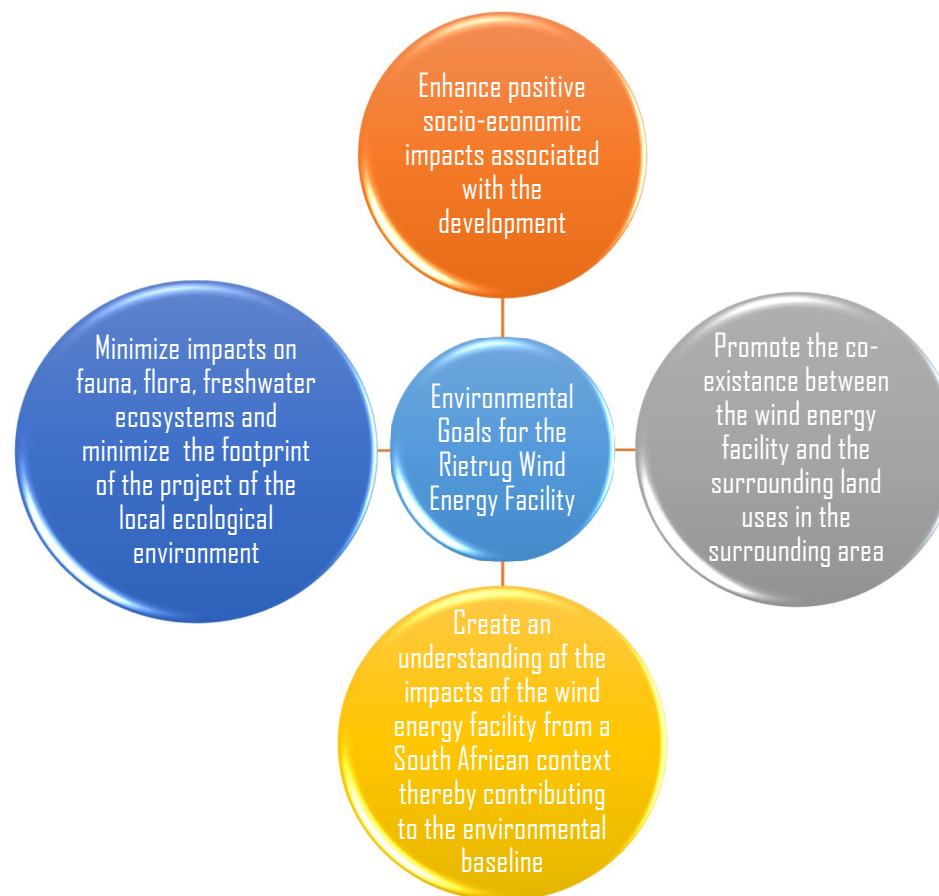 Enhance positive
socio-economic
impacts associated
with the
development
Minimize impacts on
fauna, flora, freshwater
ecosystems and
minimize  the footprint
of the project of the
local ecological
environment
Environmental
Goals for the
Rietrug Wind
Energy Facility
Promote the co-
existance between
the wind energy
facility and the
surrounding land
uses in the
surrounding area
Create an
understanding of the
impacts of the wind
energy facility from a
South African context
thereby contributing
to the environmental
baseline